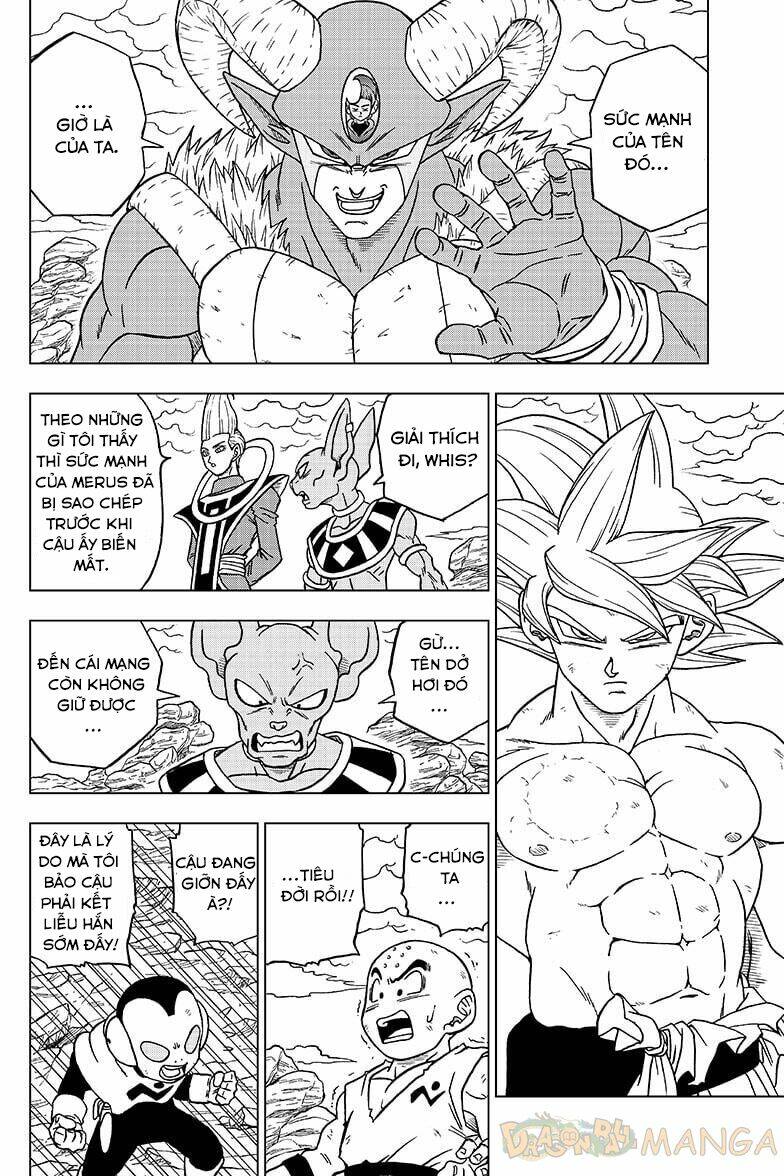 SỨC MẠNH
CỦA TÊN
ĐÓ...
...
GIỜ LÀ
CỦA TA.
GIẢI THÍCH
ĐI, WHIS?
THEO NHỮNG
GÌ TÔI THẤY
THÌ SỨC MẠNH
CỦA MERUS ĐÃ
BỊ SAO CHÉP
TRƯỚC KHI
CẬU ẤY BIẾN
MẤT.
GỪ...
TÊN DỞ
HƠI ĐÓ
...
ĐẾN CÁI MẠNG
CÒN KHÔNG
GIỮ ĐƯỢC
...
C-CHÚNG
TA
...
...TIÊU
ĐỜI RỒI!!
CẬU ĐANG
GIỠN ĐẤY
À?!
ĐÂY LÀ LÝ
DO MÀ TÔI
BẢO CẬU
PHẢI KẾT
LIỄU HẮN
SỚM ĐẤY!
DRAGON BALL MANGA